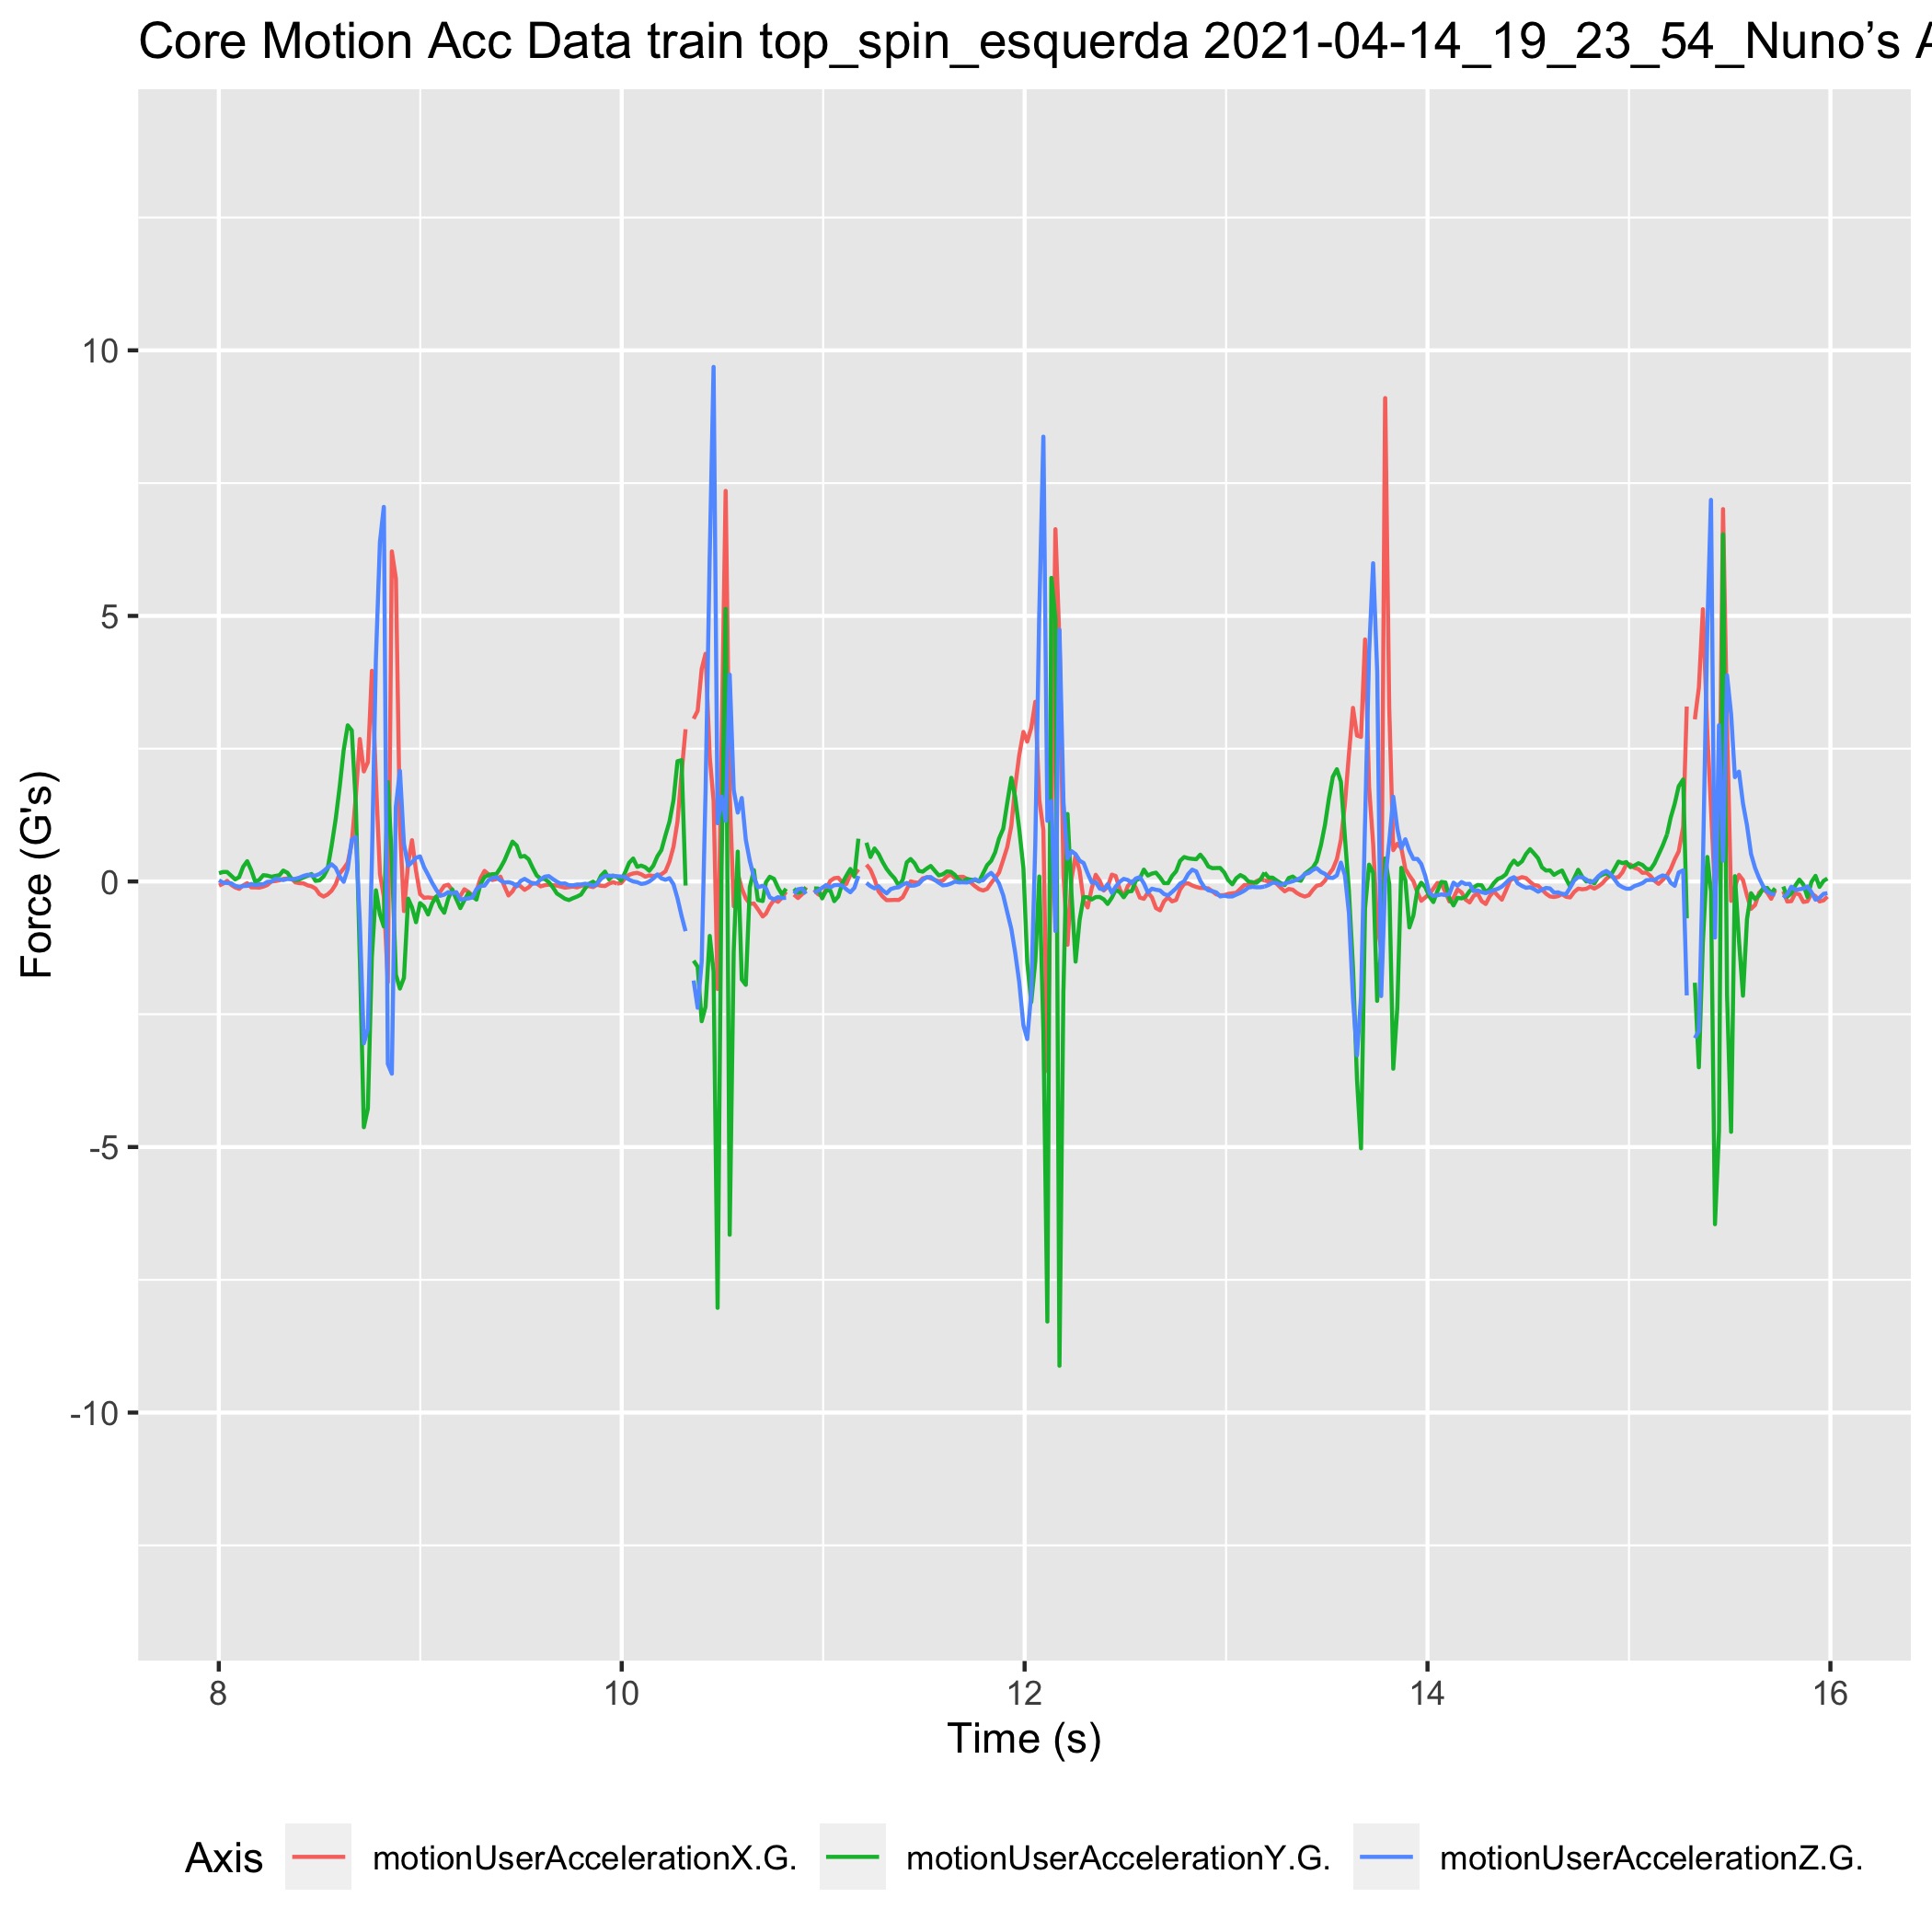 Core Motion Acc Data train top_spin_esquerda 2021-04-14_19_23_54_Nuno’s A
10
5
0
-5
-10
Force (G's)
8 10 12 14 16
Time (s)
Axis motionUserAccelerationX.G. motionUserAccelerationY.G. motionUserAccelerationZ.G.